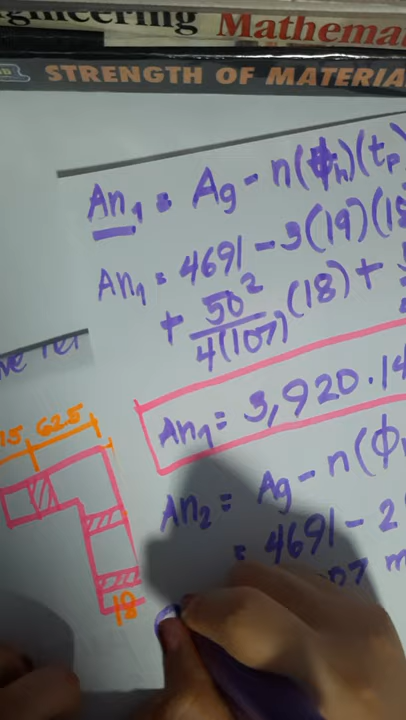 Engineering Mathema
STRENGTH OF MATERIA
An₁ = Ag - n(ϕh)(tp
An₁ = 4691 - 3(19)(18
+ 50²/4(107) (18) +
An₁ = 3,920.14
62.5
An₂ = Ag - n(ϕ
= 4691 - 2
18